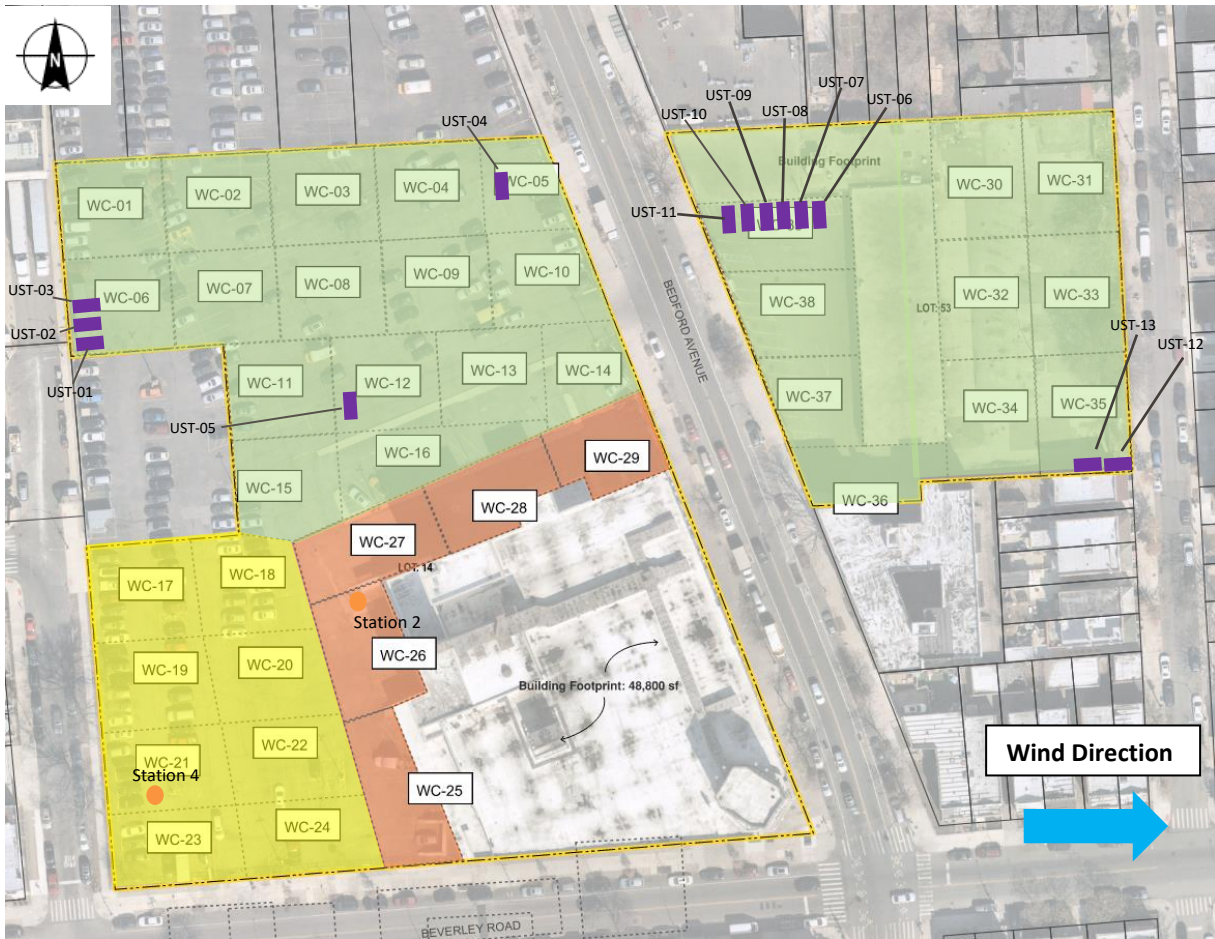 N
UST-07
UST-09
UST-08
UST-06
UST-10
UST-04
Building Footprint
WC-05
WC-04
WC-03
WC-02
WC-01
WC-30
WC-31
UST-11
WC-10
WC-09
WC-08
WC-07
WC-06
UST-03
UST-02
UST-01
BEDFORD AVENUE
WC-38
LOT: 53
WC-32
WC-33
UST-13
UST-12
WC-11
WC-12
WC-13
WC-14
UST-05
WC-37
WC-34
WC-35
WC-16
WC-15
WC-29
WC-28
WC-27
WC-36
LOT: 14
WC-17
WC-18
Station 2
WC-26
WC-19
WC-20
Building Footprint: 48,800 sf
WC-22
WC-21
Station 4
WC-25
WC-24
WC-23
Wind Direction
BEVERLEY ROAD